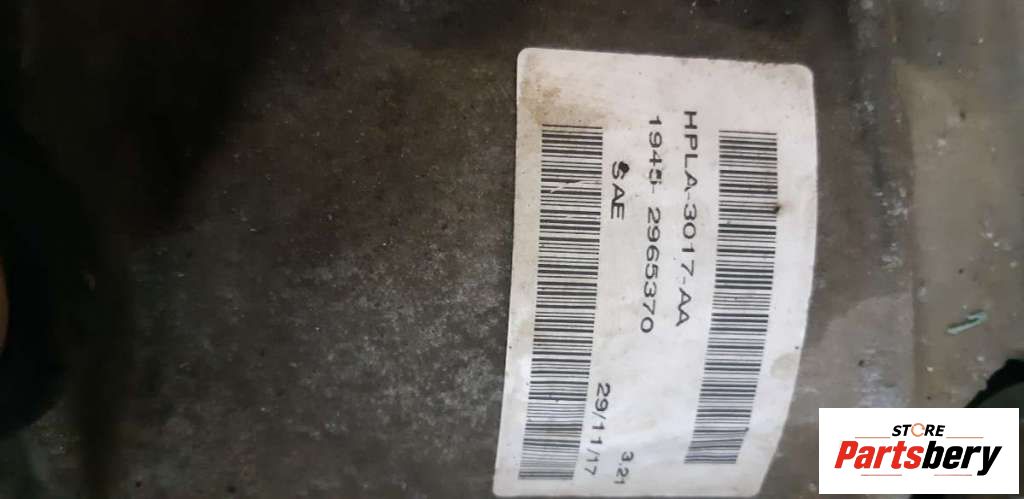 HPLA-3017-AA
1945- 2965370
SAE
29/11/17
3.21
STORE
Partsbery